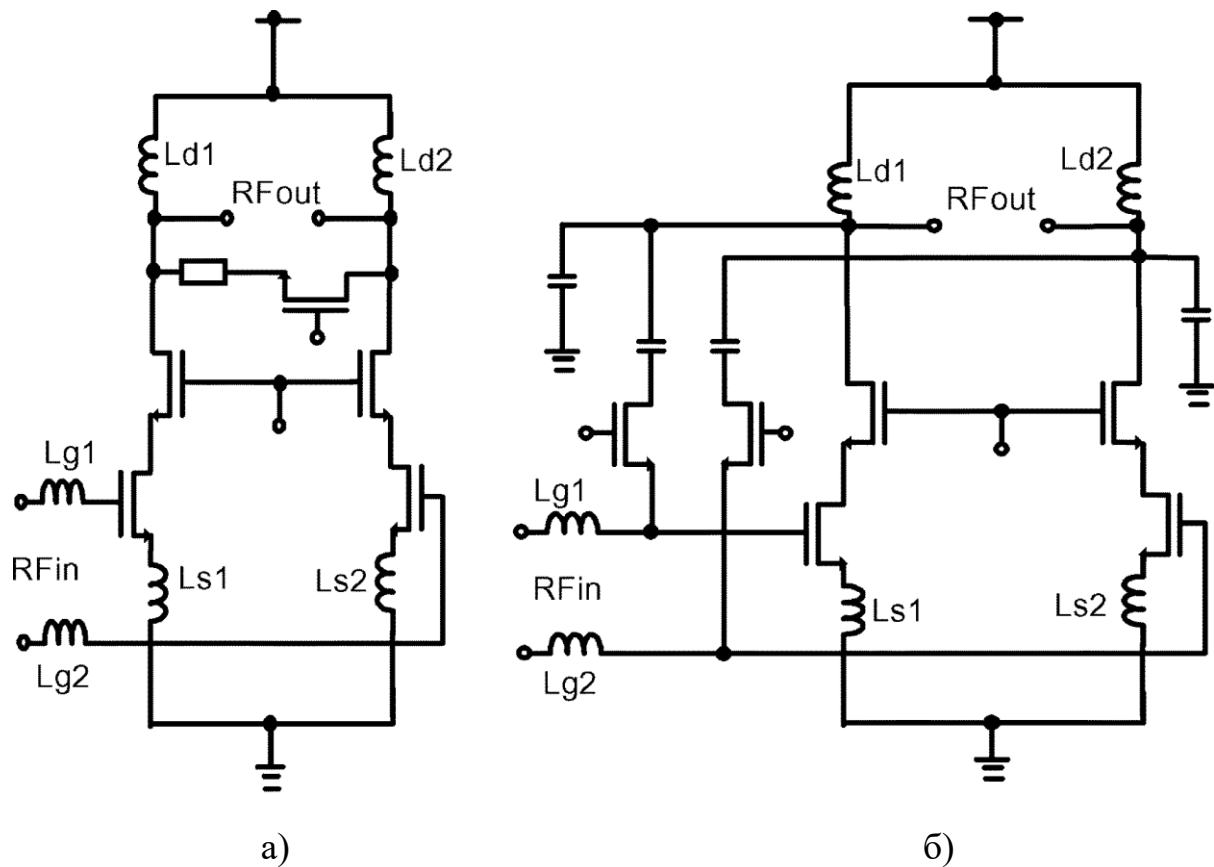 Ld1
Ld2
RFout
Lg1
RFin
Ls1
Ls2
Lg2
а)
Ld1
Ld2
RFout
Lg1
RFin
Ls1
Ls2
Lg2
б)